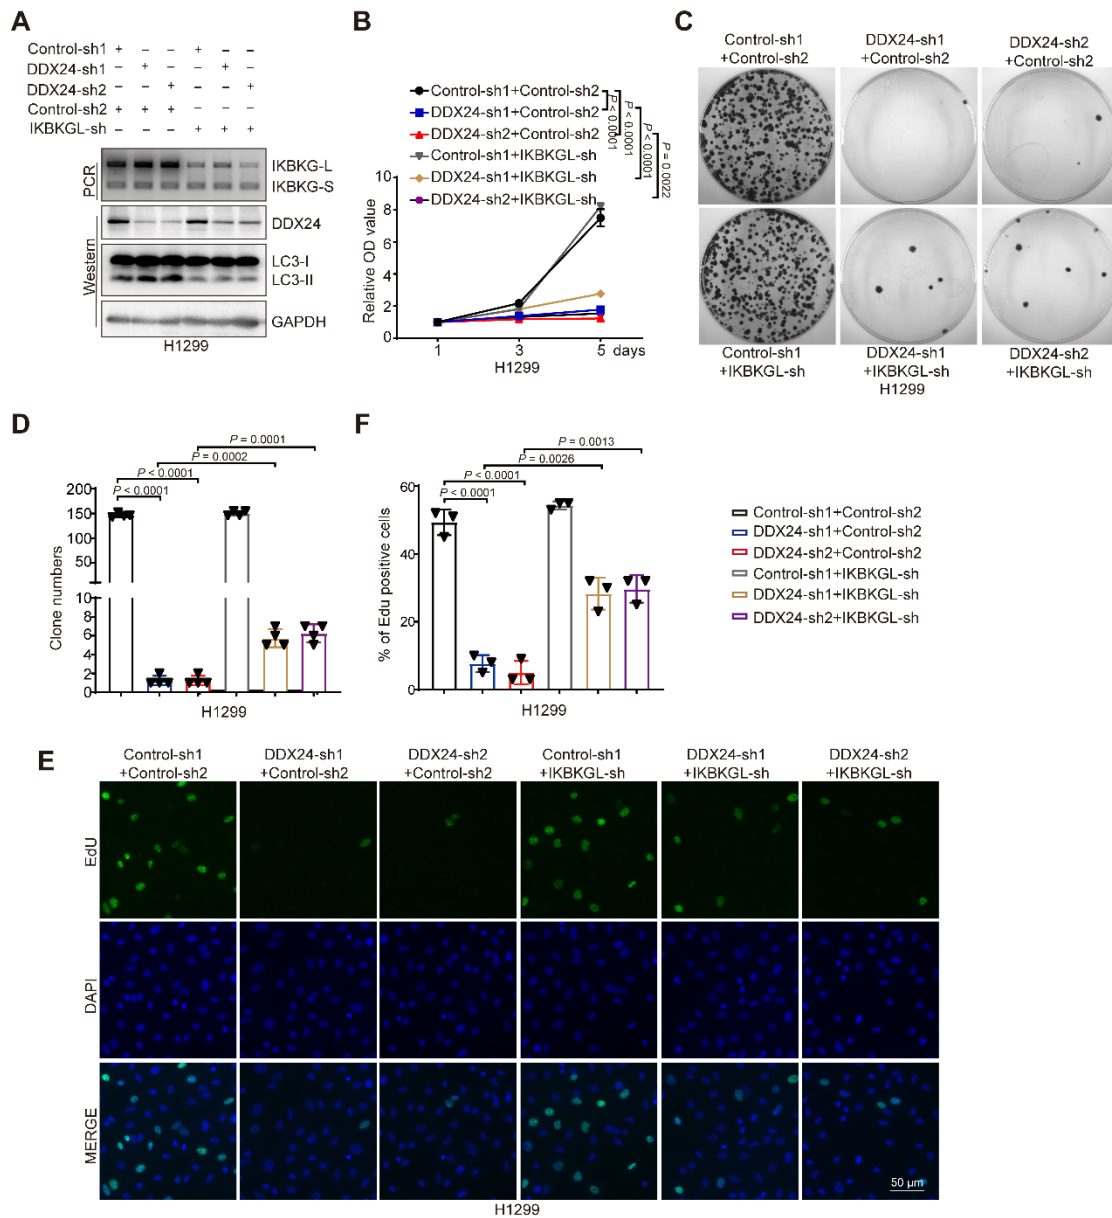 A
Control-sh1 + – – + – –
DDX24-sh1 – + – – + –
DDX24-sh2 – – + – – +
Control-sh2 + + + – – –
IKBKGL-sh – – – + + +
PCR
IKBKG-L
IKBKG-S
Western
DDX24
LC3-I
LC3-II
GAPDH
H1299
B
Control-sh1+Control-sh2
DDX24-sh1+Control-sh2
DDX24-sh2+Control-sh2
Control-sh1+IKBKGL-sh
DDX24-sh1+IKBKGL-sh
DDX24-sh2+IKBKGL-sh
P < 0.0001
P < 0.0001
P < 0.0001
P = 0.0022
Relative OD value
10
8
6
4
2
0
1 3 5 days
H1299
C
Control-sh1
+Control-sh2
DDX24-sh1
+Control-sh2
DDX24-sh2
+Control-sh2
Control-sh1
+IKBKGL-sh
DDX24-sh1
+IKBKGL-sh
DDX24-sh2
+IKBKGL-sh
H1299
D
P = 0.0001
P = 0.0002
P < 0.0001
P < 0.0001
Clone numbers
200
150
100
50
10
8
6
4
2
0
H1299
F
P = 0.0013
P = 0.0026
P < 0.0001
P < 0.0001
% of Edu positive cells
60
40
20
0
H1299
Control-sh1+Control-sh2
DDX24-sh1+Control-sh2
DDX24-sh2+Control-sh2
Control-sh1+IKBKGL-sh
DDX24-sh1+IKBKGL-sh
DDX24-sh2+IKBKGL-sh
E
Control-sh1
+Control-sh2
DDX24-sh1
+Control-sh2
DDX24-sh2
+Control-sh2
Control-sh1
+IKBKGL-sh
DDX24-sh1
+IKBKGL-sh
DDX24-sh2
+IKBKGL-sh
EdU
DAPI
MERGE
50 μm
H1299